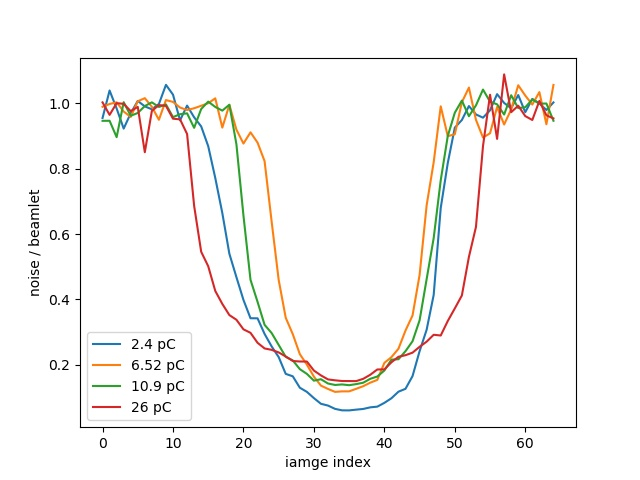 1.0
0.8
0.6
0.4
0.2
noise / beamlet
2.4 pC
6.52 pC
10.9 pC
26 pC
0 10 20 30 40 50 60
iamge index